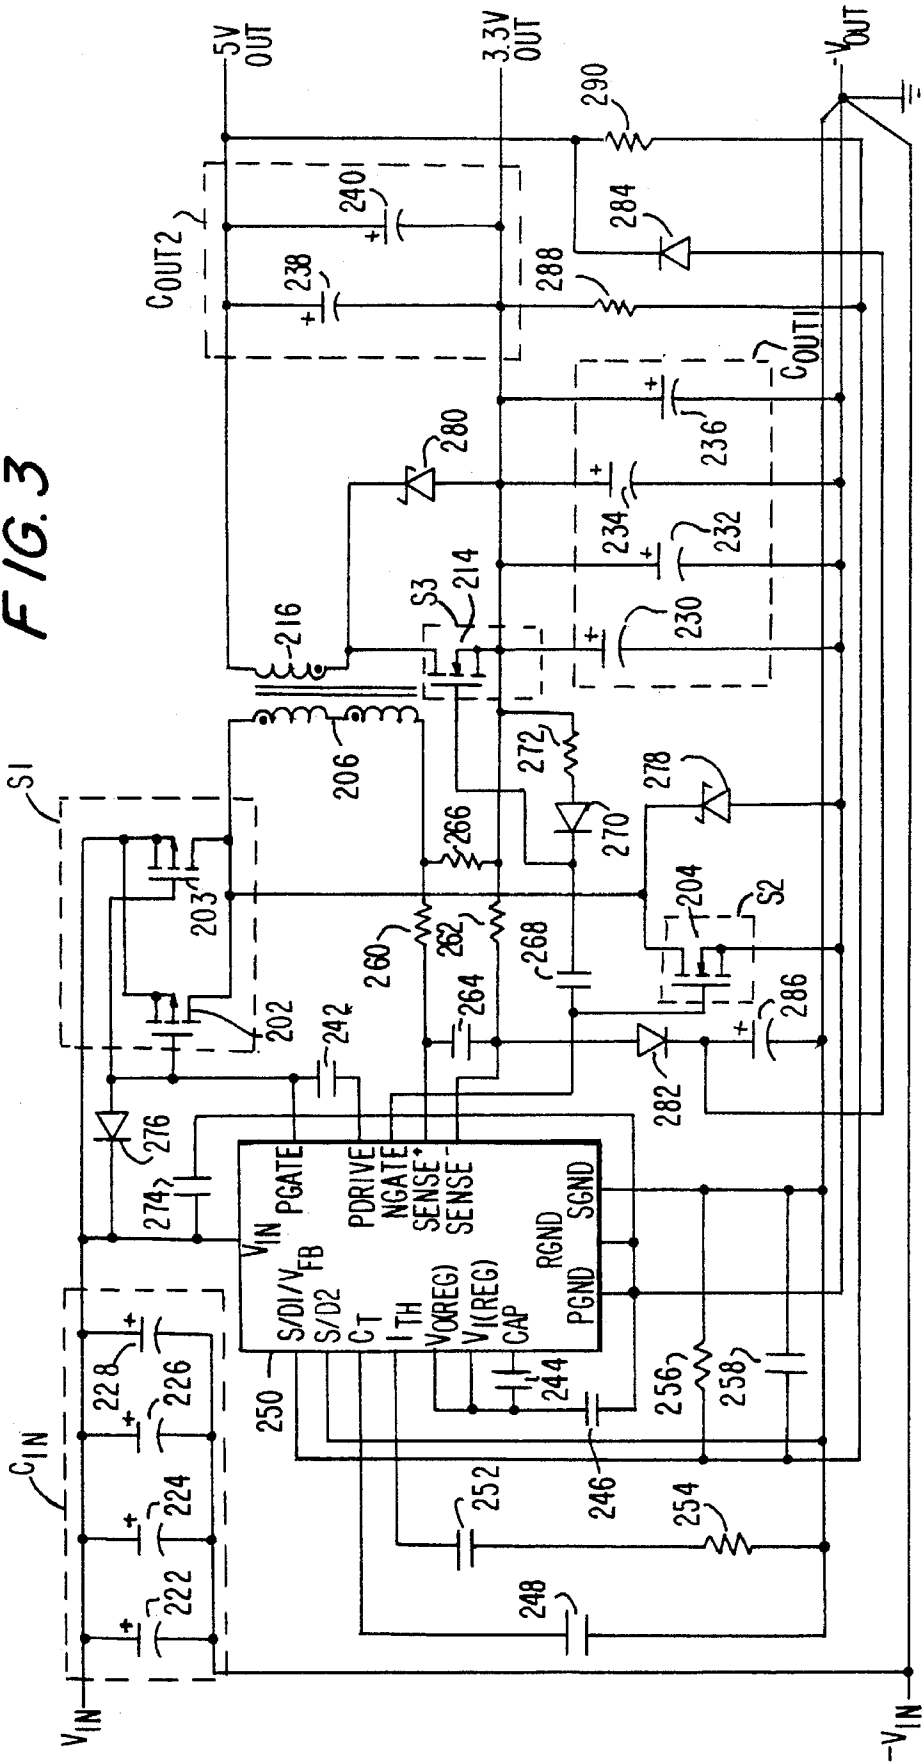 FIG. 3
CIN
222
224
226
228
VIN
-VIN
S1
202
203
206
216
276
274
242
250
VIN
PGATE
PDRIVE
NGATE
SENSE+
SENSE-
S/D1/VFB
S/D2
CT
ITH
VO(REG)
VI(REG)
CAP
RGND
PGND
SGND
244
246
248
252
254
256
258
260
262
264
266
268
270
272
S3
214
280
COUT2
238
240
5V
OUT
3.3V
OUT
-VOUT
290
284
288
COUT1
230
232
234
236
278
204
S2
282
286